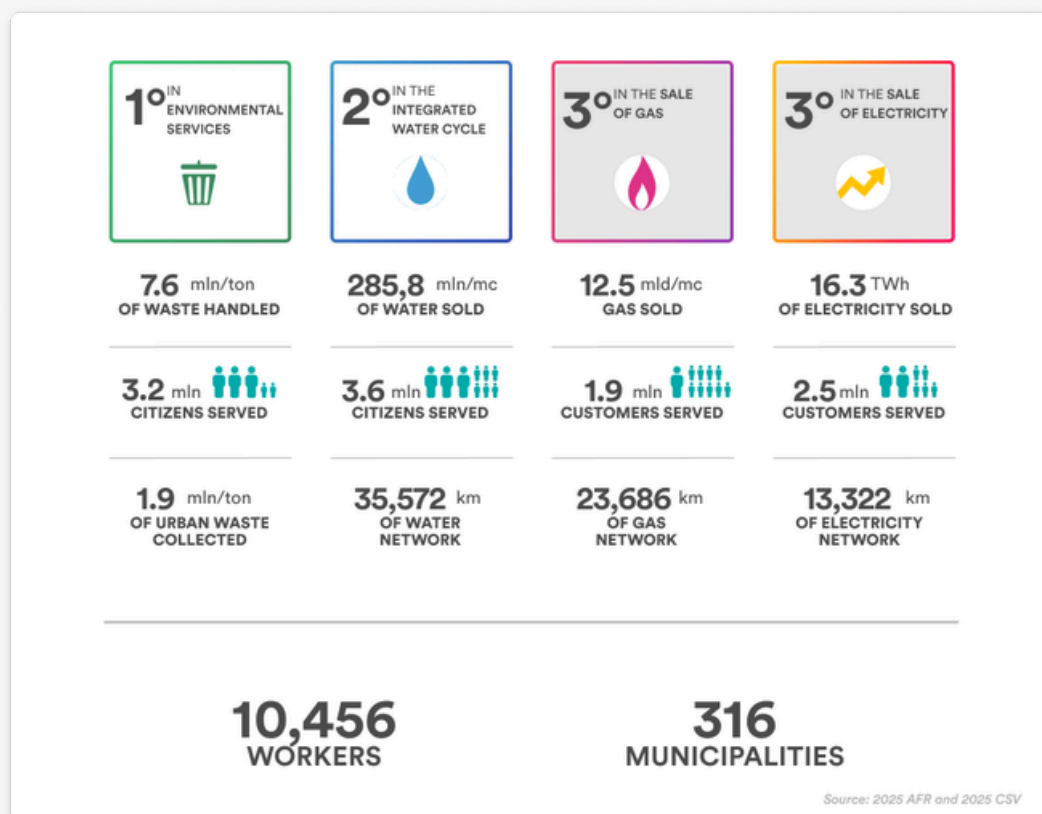 1° IN
ENVIRONMENTAL
SERVICES
2° IN THE
INTEGRATED
WATER CYCLE
3° IN THE SALE
OF GAS
3° IN THE SALE
OF ELECTRICITY
7.6 mln/ton
OF WASTE HANDLED
285,8 mln/mc
OF WATER SOLD
12.5 mld/mc
GAS SOLD
16.3 TWh
OF ELECTRICITY SOLD
3.2 mln
CITIZENS SERVED
3.6 mln
CITIZENS SERVED
1.9 mln
CUSTOMERS SERVED
2.5 mln
CUSTOMERS SERVED
1.9 mln/ton
OF URBAN WASTE
COLLECTED
35,572 km
OF WATER
NETWORK
23,686 km
OF GAS
NETWORK
13,322 km
OF ELECTRICITY
NETWORK
10,456
WORKERS
316
MUNICIPALITIES
Source: 2025 AFR and 2025 CSV